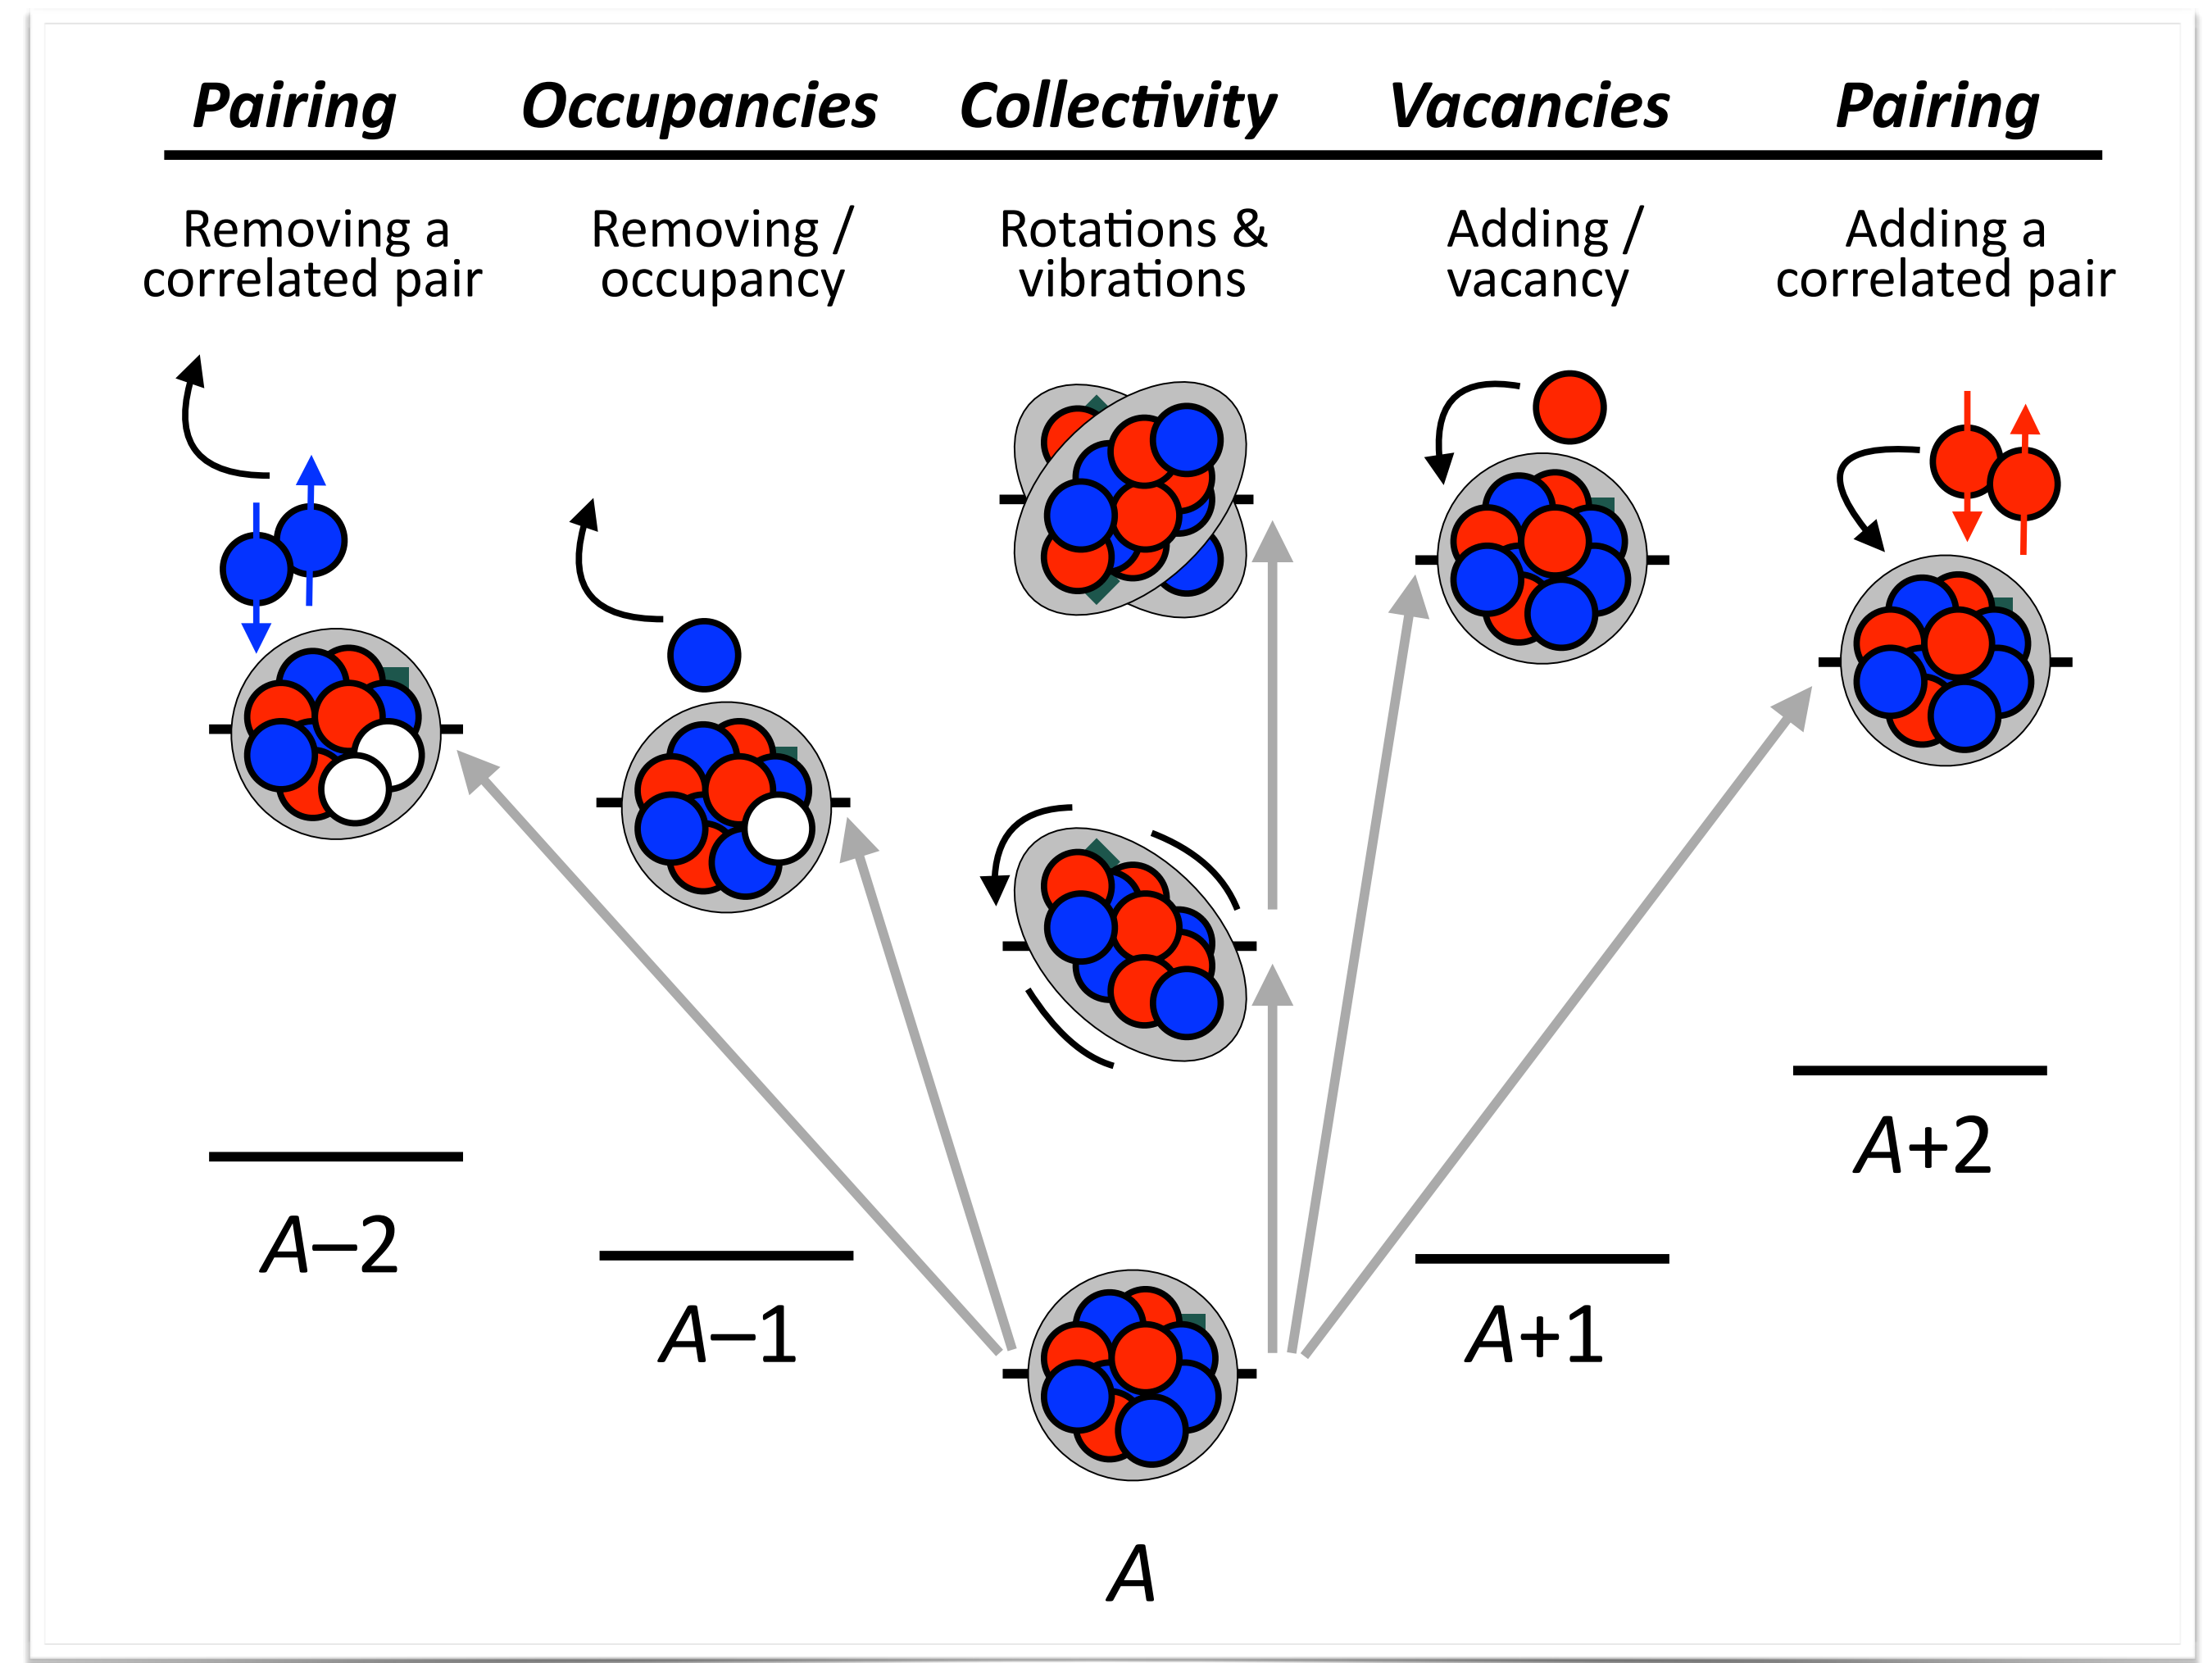 Pairing Occupancies Collectivity Vacancies Pairing
Removing a
correlated pair
Removing /
occupancy
Rotations &
vibrations
Adding /
vacancy
Adding a
correlated pair
A+2
A–2
A–1
A+1
A